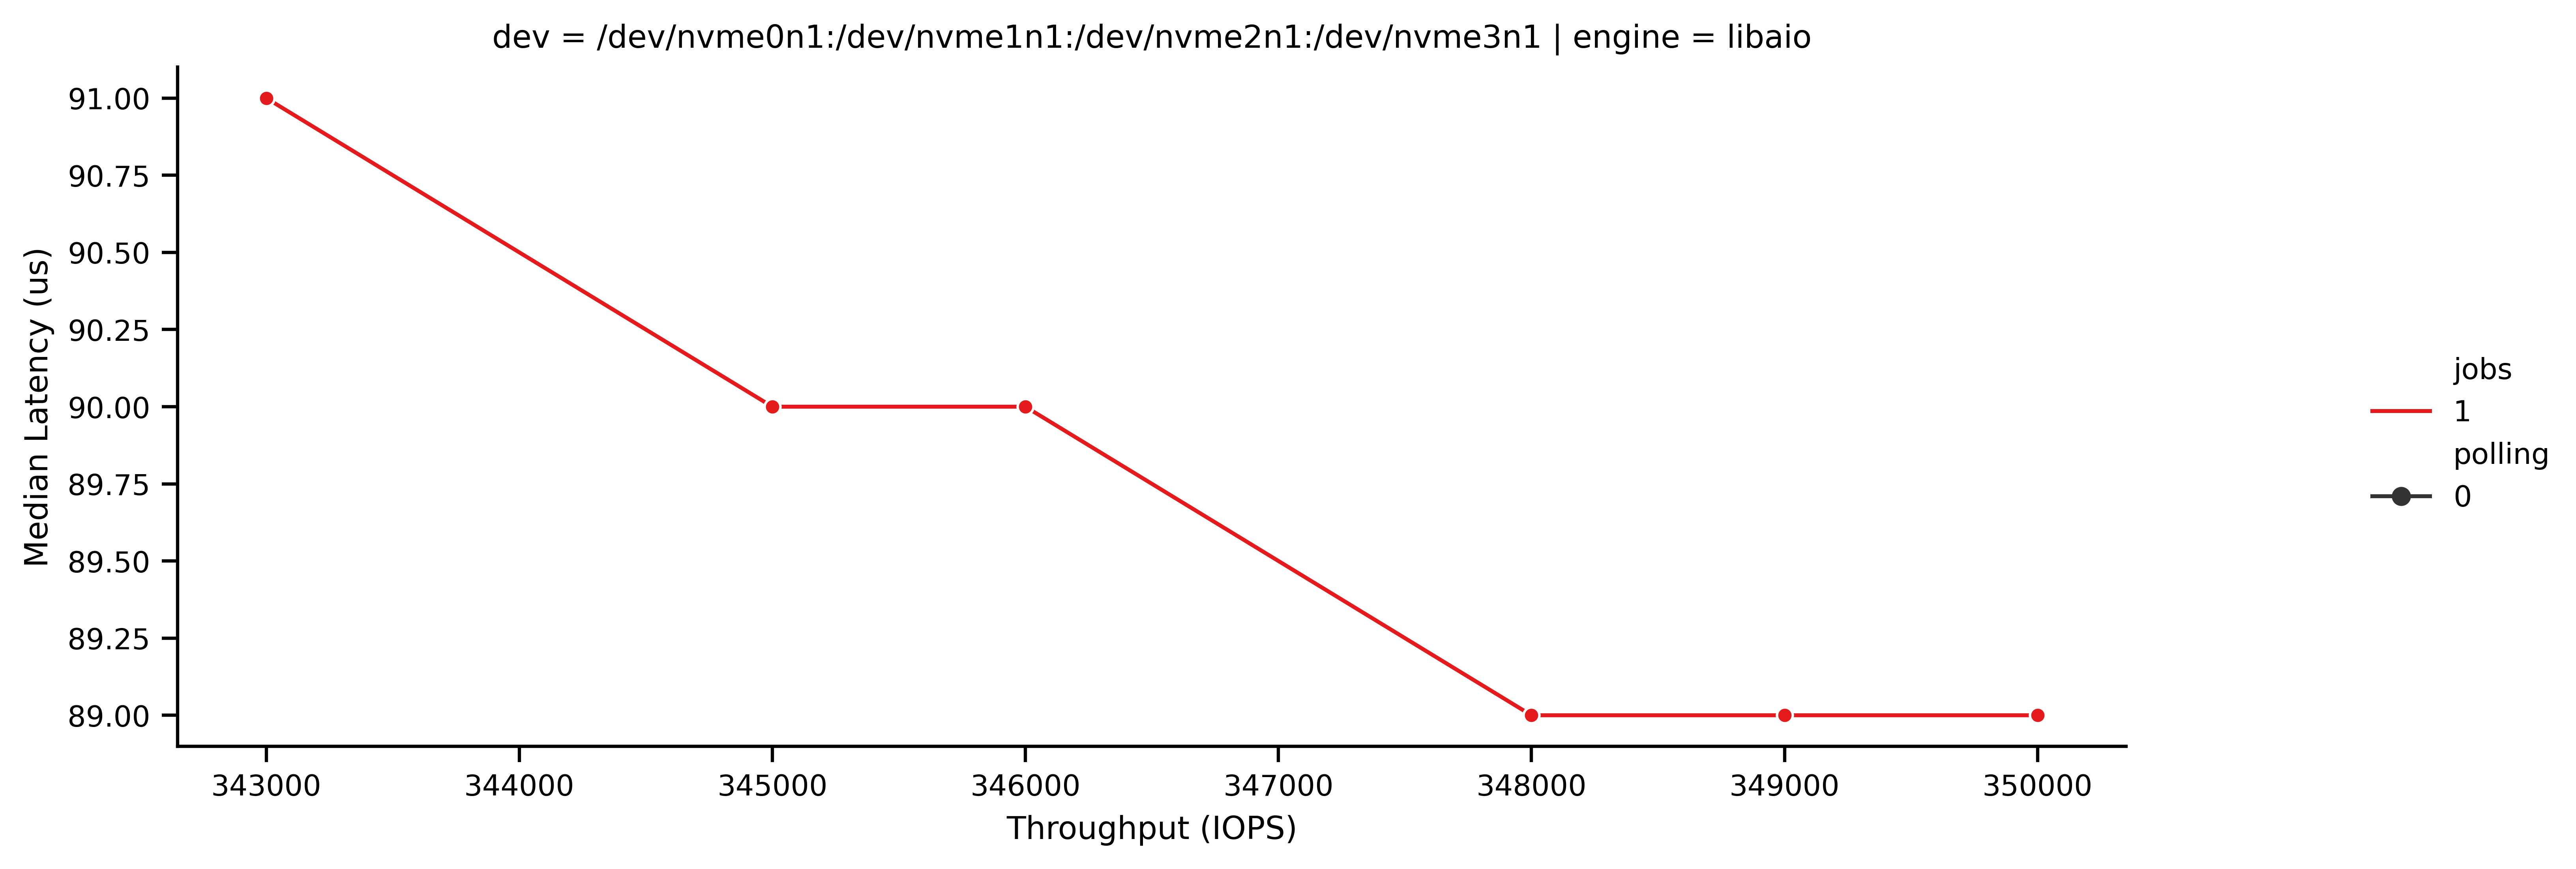 dev = /dev/nvme0n1:/dev/nvme1n1:/dev/nvme2n1:/dev/nvme3n1 | engine = libaio
Median Latency (us)
91.00
90.75
90.50
90.25
90.00
89.75
89.50
89.25
89.00
343000 344000 345000 346000 347000 348000 349000 350000
Throughput (IOPS)
jobs
1
polling
0